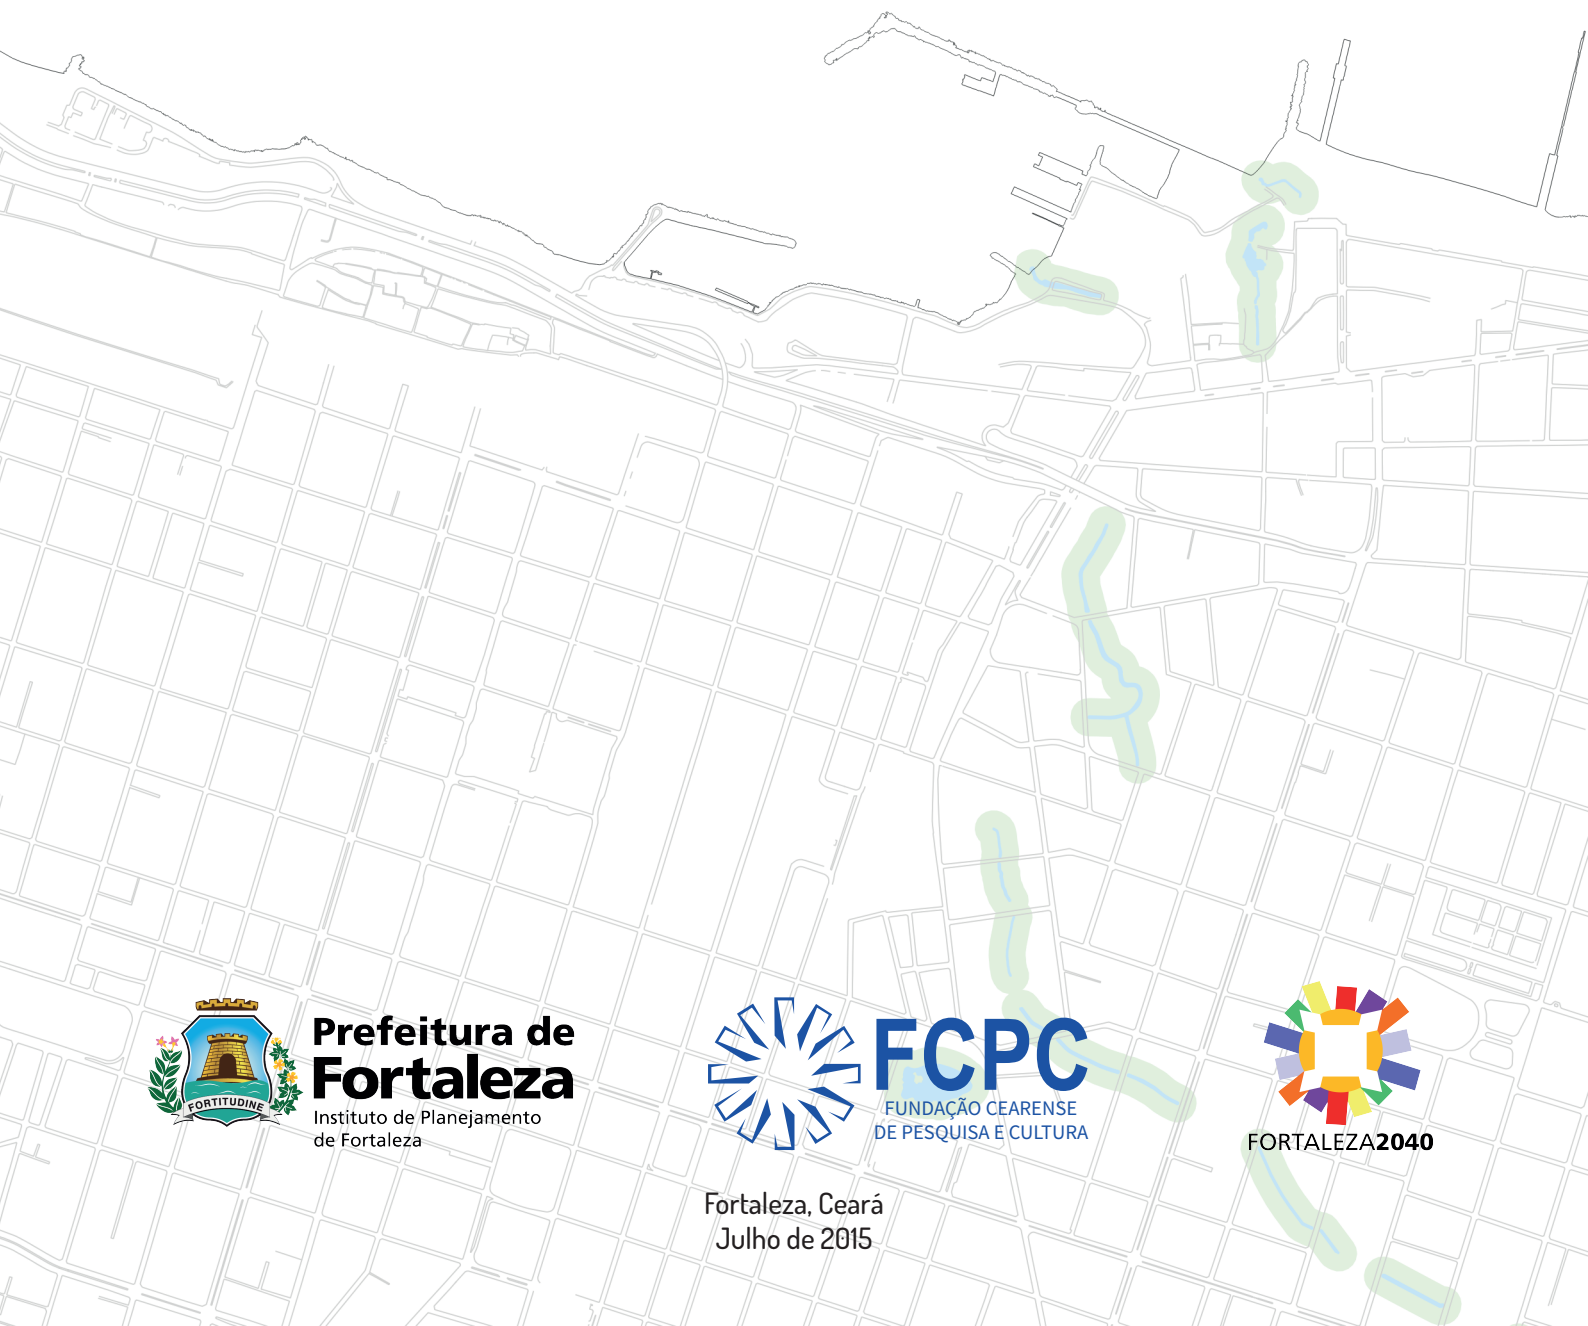 Prefeitura de
Fortaleza
Instituto de Planejamento
de Fortaleza
FORTITUDINE
FCPC
FUNDAÇÃO CEARENSE
DE PESQUISA E CULTURA
FORTALEZA2040
Fortaleza, Ceará
Julho de 2015